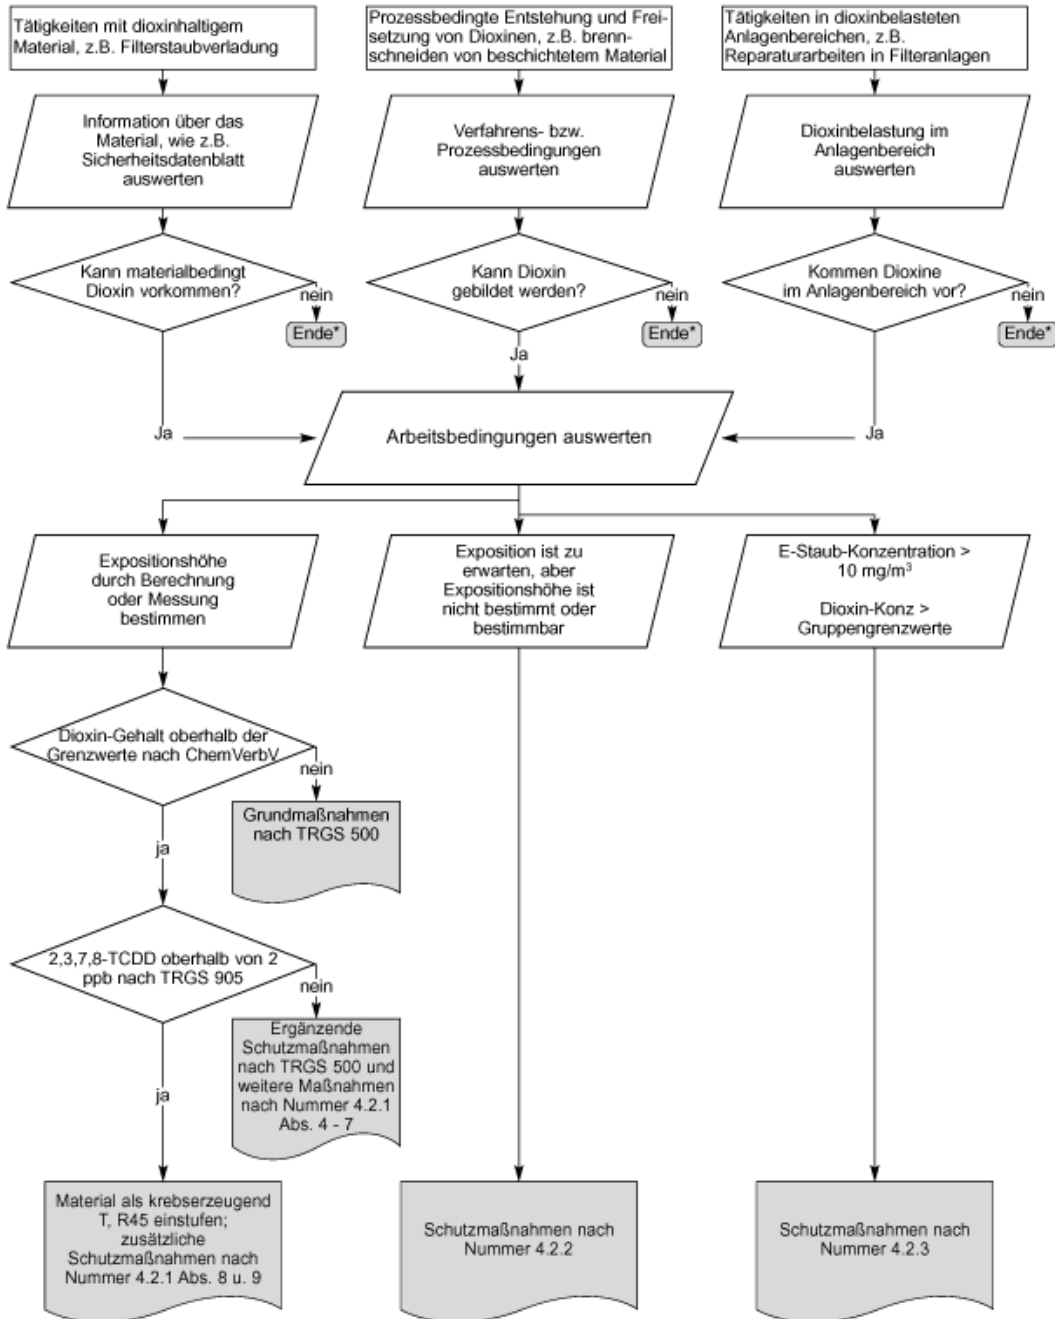 Tätigkeiten mit dioxinhaltigem
Material, z.B. Filterstaubverladung
Prozessbedingte Entstehung und Frei-
setzung von Dioxinen, z.B. brenn-
schneiden von beschichtetem Material
Tätigkeiten in dioxinbelasteten
Anlagenbereichen, z.B.
Reparaturarbeiten in Filteranlagen
Information über das
Material, wie z.B.
Sicherheitsdatenblatt
auswerten
Verfahrens- bzw.
Prozessbedingungen
auswerten
Dioxinbelastung im
Anlagenbereich
auswerten
Kann materialbedingt
Dioxin vorkommen?
nein
Ende*
Kann Dioxin
gebildet werden?
nein
Ende*
Kommen Dioxine
im Anlagenbereich vor?
nein
Ende*
Ja
Ja
Ja
Arbeitsbedingungen auswerten
Expositionshöhe
durch Berechnung
oder Messung
bestimmen
Exposition ist zu
erwarten, aber
Expositionshöhe ist
nicht bestimmt oder
bestimmbar
E-Staub-Konzentration >
10 mg/m³
Dioxin-Konz >
Gruppengrenzwerte
Dioxin-Gehalt oberhalb der
Grenzwerte nach ChemVerbV
nein
Grundmaßnahmen
nach TRGS 500
ja
2,3,7,8-TCDD oberhalb von 2
ppb nach TRGS 905
nein
Ergänzende
Schutzmaßnahmen
nach TRGS 500 und
weitere Maßnahmen
nach Nummer 4.2.1
Abs. 4 - 7
ja
Material als krebserzeugend
T, R45 einstufen;
zusätzliche
Schutzmaßnahmen nach
Nummer 4.2.1 Abs. 8 u. 9
Schutzmaßnahmen nach
Nummer 4.2.2
Schutzmaßnahmen nach
Nummer 4.2.3